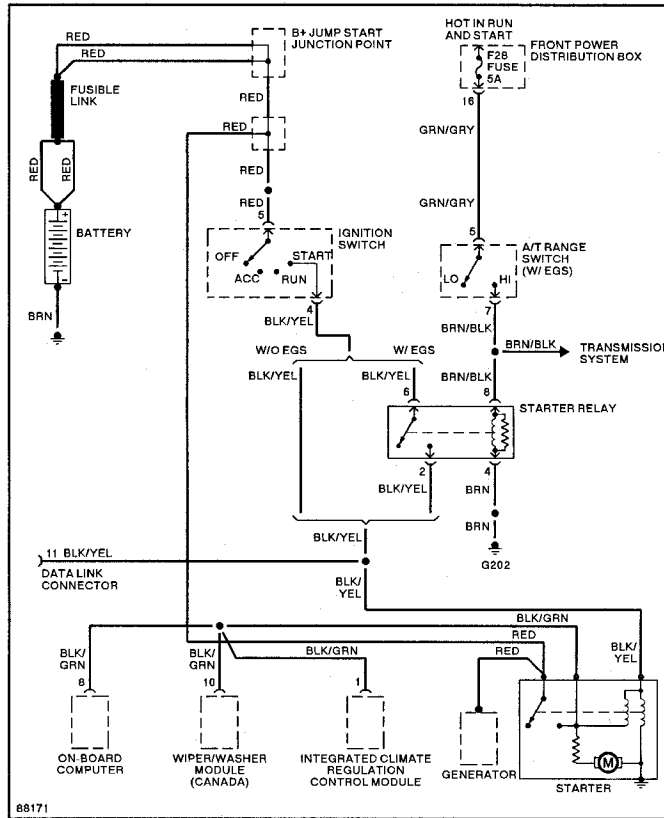 RED
RED
B+ JUMP START
JUNCTION POINT
HOT IN RUN
AND START
F28
FUSE
5A
FRONT POWER
DISTRIBUTION BOX
16
FUSIBLE
LINK
RED
RED
GRN/GRY
RED
RED
RED
RED
5
GRN/GRY
5
BATTERY
+
-
IGNITION
SWITCH
OFF
ACC
RUN
START
A/T RANGE
SWITCH
(W/ EGS)
LO
HI
BRN
4
BLK/YEL
7
BRN/BLK
BRN/BLK
TRANSMISSION
SYSTEM
W/O EGS
W/ EGS
BLK/YEL
BLK/YEL
BRN/BLK
6
8
STARTER RELAY
2
4
BLK/YEL
BRN
BRN
G202
BLK/YEL
11 BLK/YEL
DATA LINK
CONNECTOR
BLK/
YEL
BLK/GRN
RED
BLK/
GRN
BLK/
GRN
BLK/GRN
RED
BLK/
YEL
8
10
1
ON-BOARD
COMPUTER
WIPER/WASHER
MODULE
(CANADA)
INTEGRATED CLIMATE
REGULATION
CONTROL MODULE
GENERATOR
M
STARTER
88171